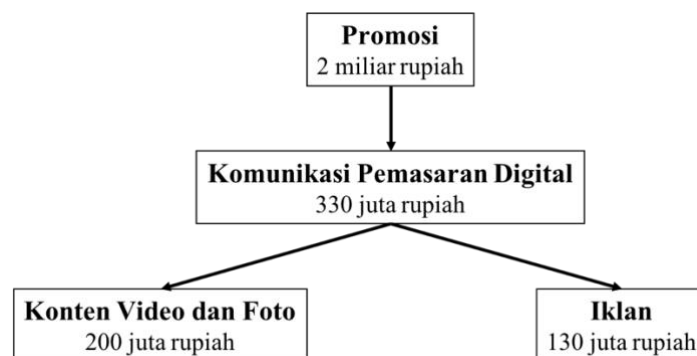 Promosi
2 miliar rupiah
Komunikasi Pemasaran Digital
330 juta rupiah
Konten Video dan Foto
200 juta rupiah
Iklan
130 juta rupiah